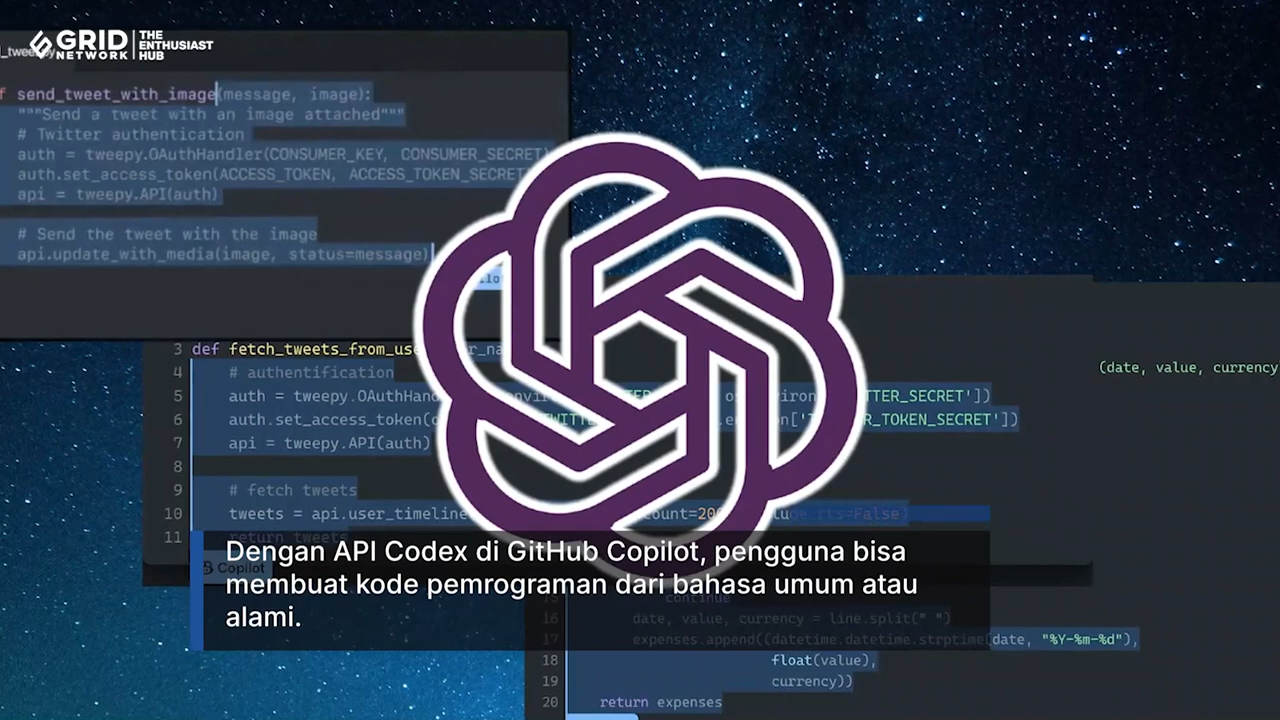 GRID NETWORK
THE ENTHUSIAST HUB
send_tweet_with_image(message, image):
"""Send a tweet with an image attached"""
# Twitter authentication
auth = tweepy.OAuthHandler(CONSUMER_KEY, CONSUMER_SECRET)
auth.set_access_token(ACCESS_TOKEN, ACCESS_TOKEN_SECRET
api = tweepy.API(auth)
# Send the tweet with the image
api.update_with_media(image, status=message)
3 def fetch_tweets_from_use
4 # authentification
5 auth = tweepy.OAuthHand TTER_SECRET'])
6 auth.set_access_token( R_TOKEN_SECRET'])
7 api = tweepy.API(auth)
8
9 # fetch tweets
10 tweets = api.user_timeline ount=200 lude_rts=False)
11 return tweets
Copilot
(date, value, currency
Dengan API Codex di GitHub Copilot, pengguna bisa
membuat kode pemrograman dari bahasa umum atau
alami.
continue
16 date, value, currency = line.split(" ")
17 expenses.append((datetime.datetime.strptime(date, "%Y-%m-%d"),
18 float(value),
19 currency))
20 return expenses